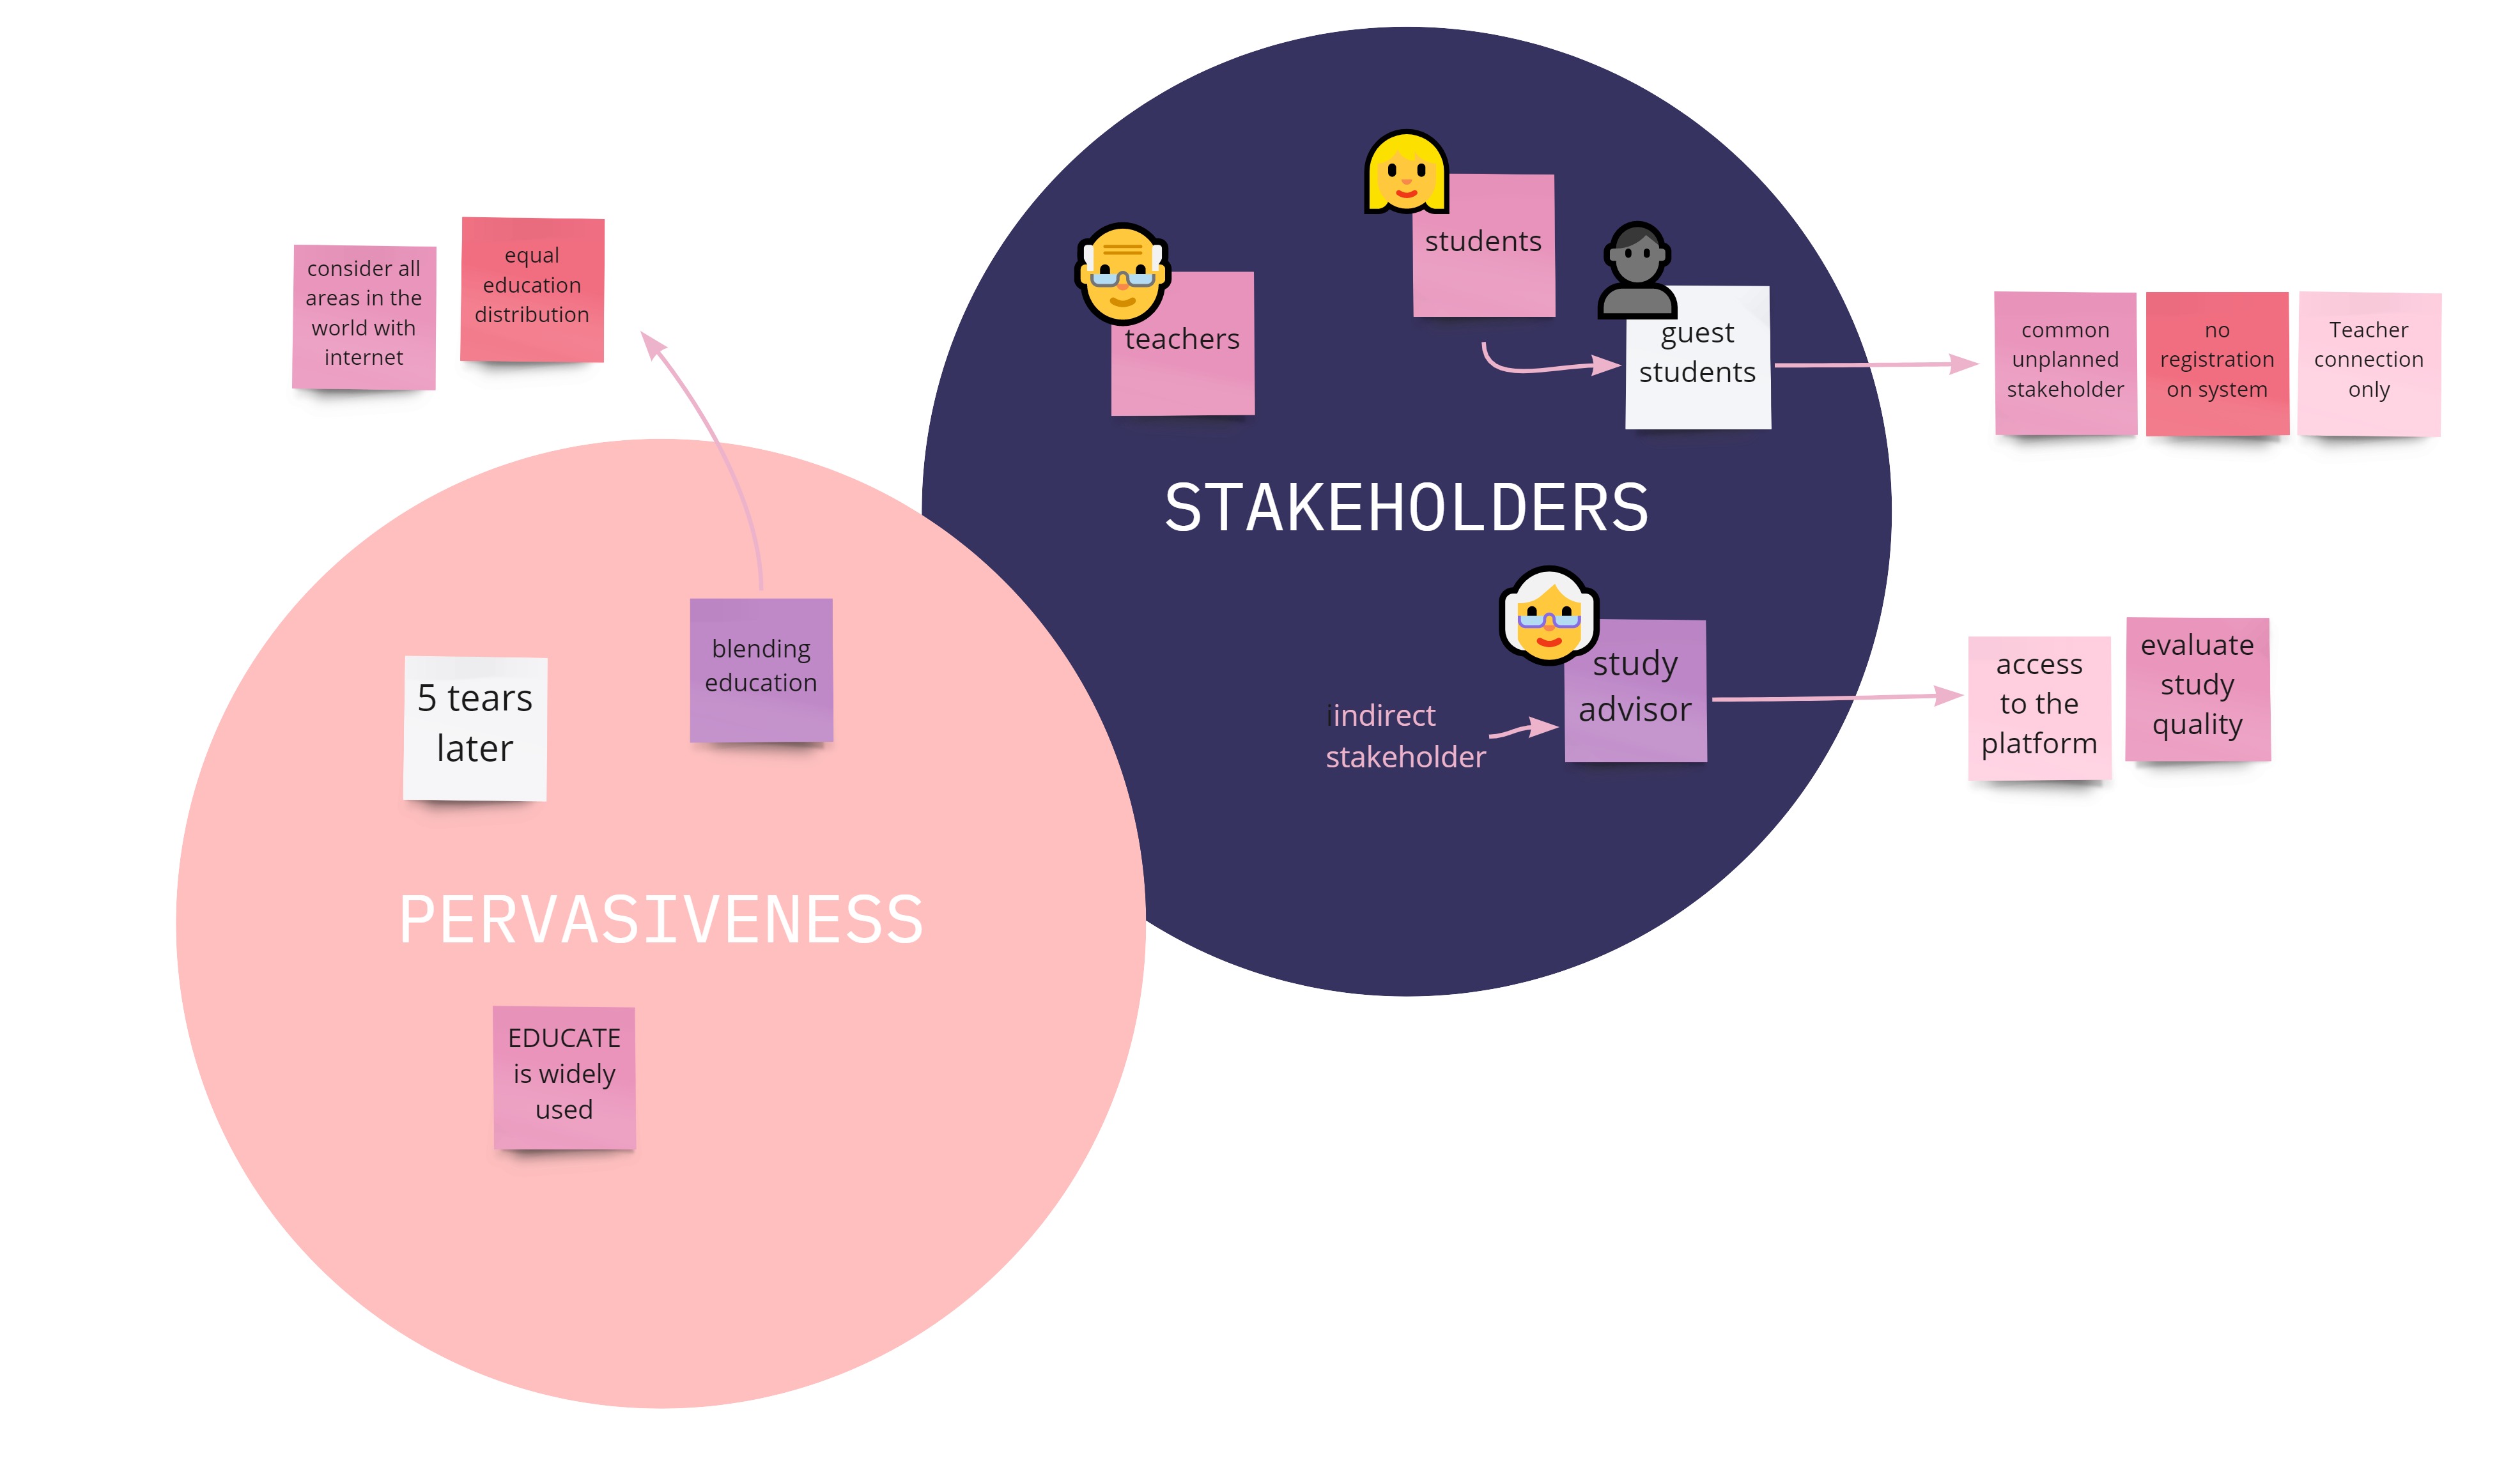 consider all
areas in the
world with
internet
equal
education
distribution
blending
education
5 tears
later
PERVASIVENESS
EDUCATE
is widely
used
students
teachers
guest
students
STAKEHOLDERS
iindirect
stakeholder
study
advisor
common
unplanned
stakeholder
no
registration
on system
Teacher
connection
only
access
to the
platform
evaluate
study
quality